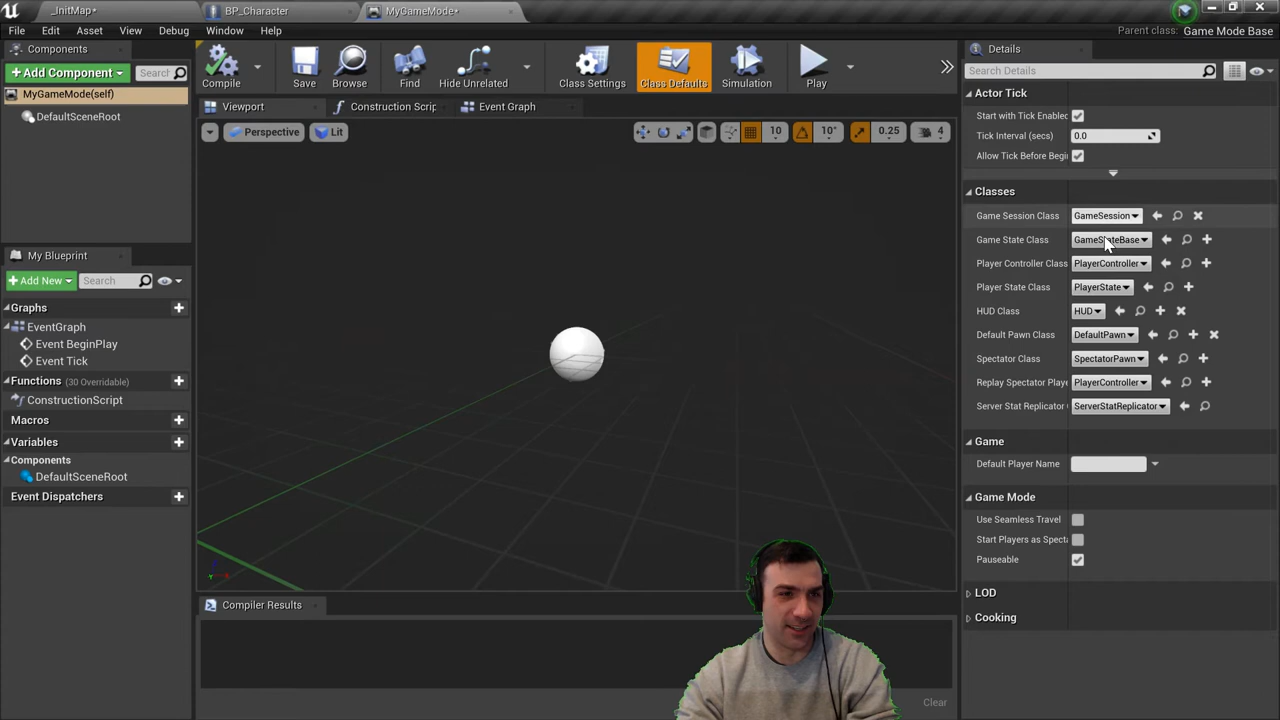 _InitMap*
BP_Character
MyGameMode*
File Edit Asset View Debug Window Help
Parent class: Game Mode Base
Components
+ Add Component
Search
MyGameMode(self)
DefaultSceneRoot
My Blueprint
+ Add New
Search
Graphs
EventGraph
Event BeginPlay
Event Tick
Functions (30 Overridable)
ConstructionScript
Macros
Variables
Components
DefaultSceneRoot
Event Dispatchers
Compile
Save
Browse
Find
Hide Unrelated
Class Settings
Class Defaults
Simulation
Play
Viewport
Construction Scrip
Event Graph
Perspective
Lit
10
10°
0.25
4
Compiler Results
Clear
Details
Search Details
Actor Tick
Start with Tick Enabled
Tick Interval (secs) 0.0
Allow Tick Before Begin
Classes
Game Session Class GameSession
Game State Class GameStateBase
Player Controller Class PlayerController
Player State Class PlayerState
HUD Class HUD
Default Pawn Class DefaultPawn
Spectator Class SpectatorPawn
Replay Spectator Playe PlayerController
Server Stat Replicator ServerStatReplicator
Game
Default Player Name
Game Mode
Use Seamless Travel
Start Players as Specta
Pauseable
LOD
Cooking